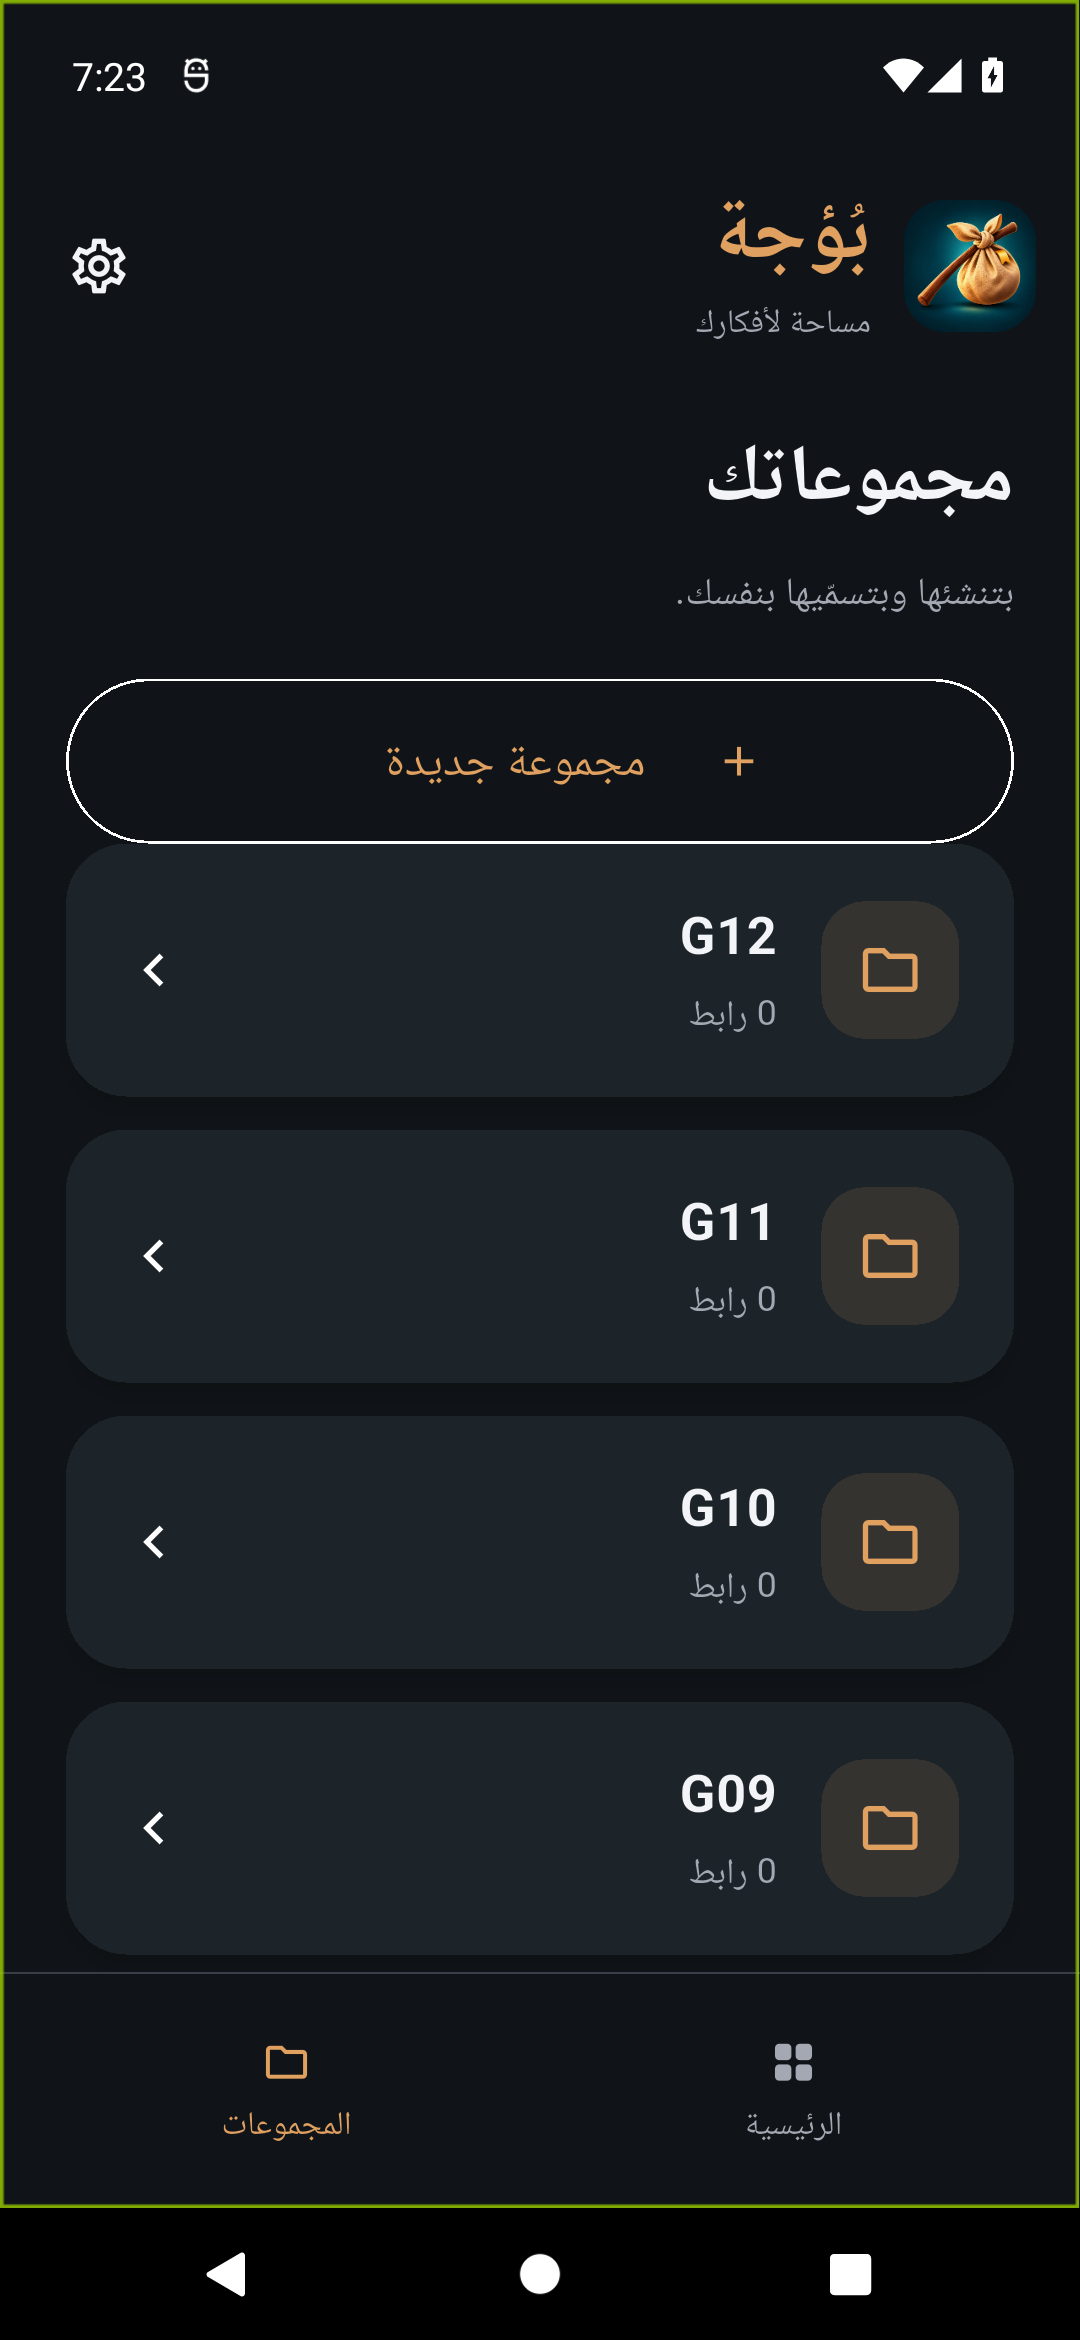 7:23
بُؤجة
مساحة لأفكارك
مجموعاتك
بتنشئها وبتسمّيها بنفسك.
+ مجموعة جديدة
G12
0 رابط
G11
0 رابط
G10
0 رابط
G09
0 رابط
الرئيسية
المجموعات